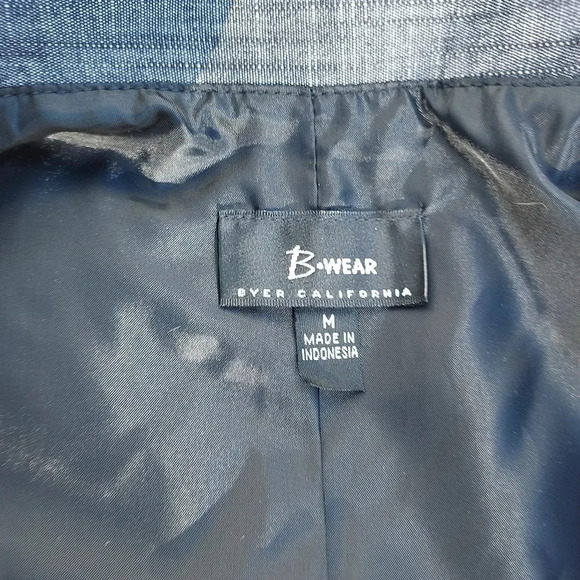 B•WEAR
BYER CALIFORNIA
M
MADE IN
INDONESIA